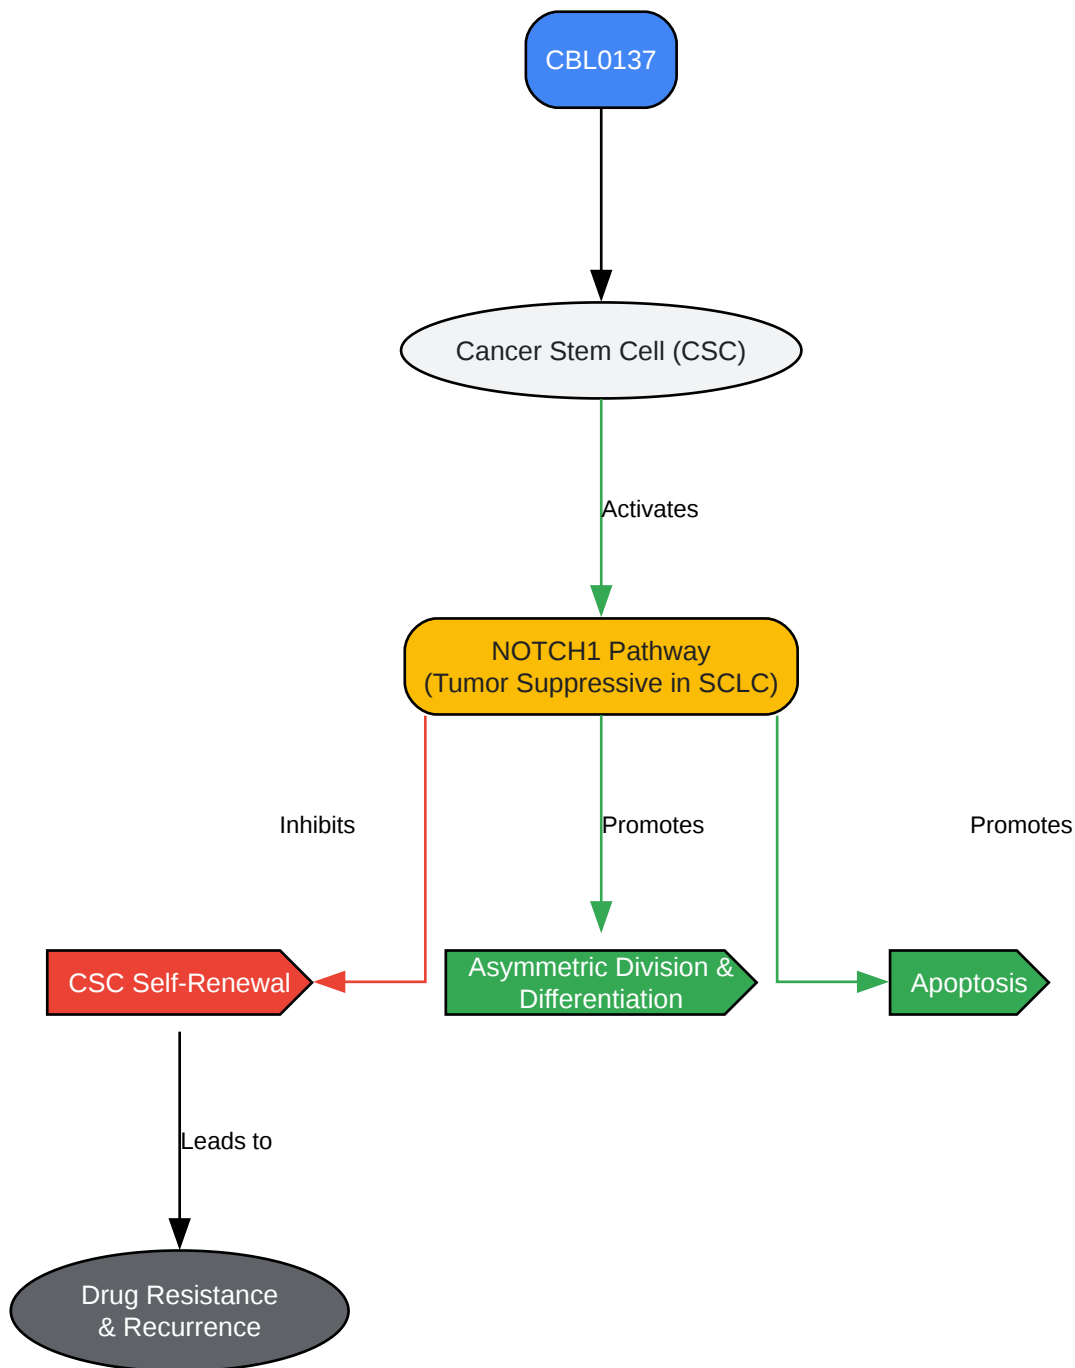 CBL0137
Cancer Stem Cell (CSC)
Activates
NOTCH1 Pathway
(Tumor Suppressive in SCLC)
Inhibits
Promotes
Promotes
CSC Self-Renewal
Asymmetric Division &
Differentiation
Apoptosis
Leads to
Drug Resistance
& Recurrence